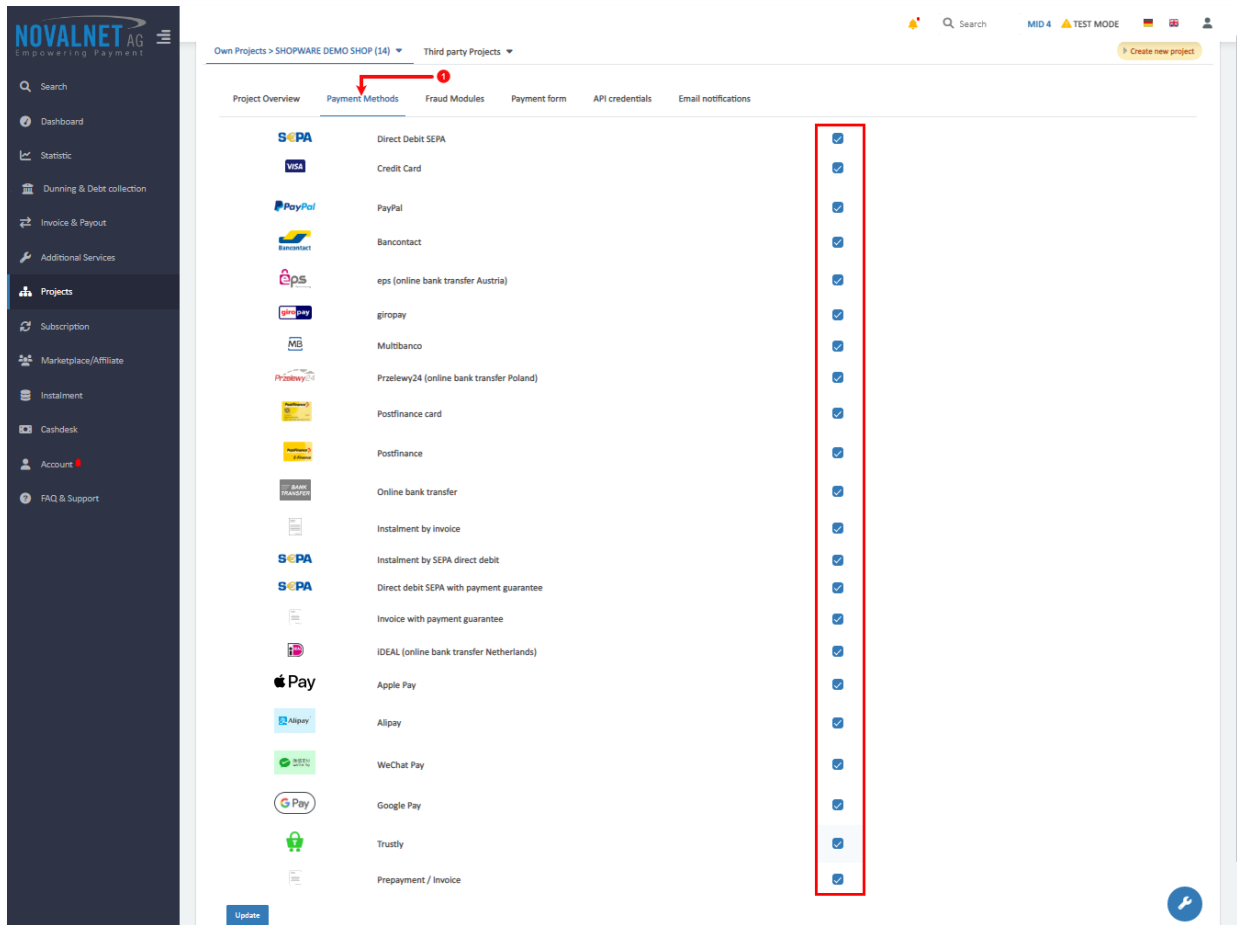 NOVALNET AG
Empowering Payment
Search
Dashboard
Statistic
Dunning & Debt collection
Invoice & Payout
Additional Services
Projects
Subscription
Marketplace/Affiliate
Instalment
Cashdesk
Account
FAQ & Support
Search
MID 4
TEST MODE
Own Projects > SHOPWARE DEMO SHOP (14)
Third party Projects
Create new project
1
Project Overview
Payment Methods
Fraud Modules
Payment form
API credentials
Email notifications
SEPA
Direct Debit SEPA
VISA
Credit Card
PayPal
PayPal
Bancontact
Bancontact
eps
eps (online bank transfer Austria)
giropay
giropay
MB
Multibanco
Przelewy24
Przelewy24 (online bank transfer Poland)
PostFinance
Postfinance card
PostFinance
E-Finance
Postfinance
BANK
TRANSFER
Online bank transfer
Instalment by invoice
SEPA
Instalment by SEPA direct debit
SEPA
Direct debit SEPA with payment guarantee
Invoice with payment guarantee
iDEAL (online bank transfer Netherlands)
Pay
Apple Pay
Alipay
Alipay
WeChat Pay
G Pay
Google Pay
T
Trustly
Prepayment / Invoice
Update